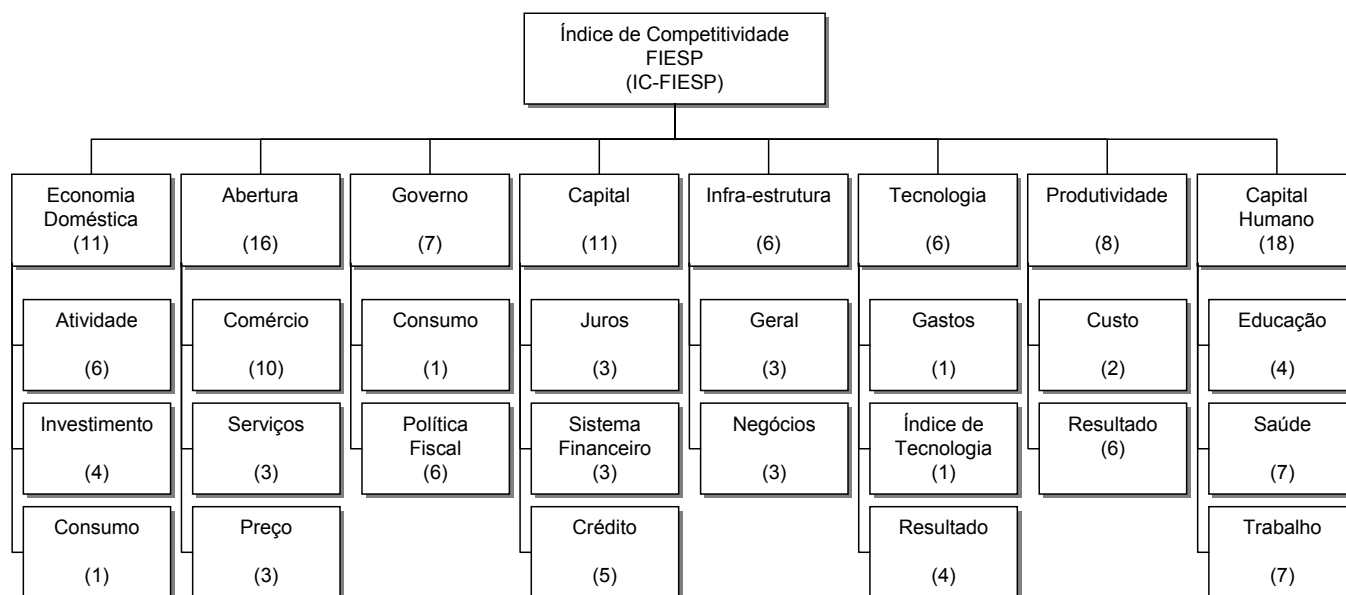 Índice de Competitividade
FIESP
(IC-FIESP)
Economia
Doméstica
(11)
Abertura
(16)
Governo
(7)
Capital
(11)
Infra-estrutura
(6)
Tecnologia
(6)
Produtividade
(8)
Capital
Humano
(18)
Atividade
(6)
Comércio
(10)
Consumo
(1)
Juros
(3)
Geral
(3)
Gastos
(1)
Custo
(2)
Educação
(4)
Investimento
(4)
Serviços
(3)
Política
Fiscal
(6)
Sistema
Financeiro
(3)
Negócios
(3)
Índice de
Tecnologia
(1)
Resultado
(6)
Saúde
(7)
Consumo
(1)
Preço
(3)
Crédito
(5)
Resultado
(4)
Trabalho
(7)